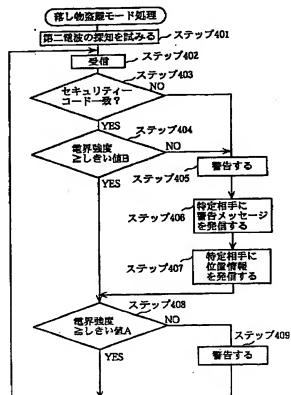 落し物盗難モード処理
第二電波の探知を試みる
ステップ401
受信
ステップ402
ステップ403
セキュリティー
コード一致?
NO
YES
ステップ404
電界強度
≧しきい値B
NO
YES
警告する
ステップ405
特定相手に
警告メッセージ
を発信する
ステップ406
特定相手に
位置情報
を発信する
ステップ407
ステップ408
電界強度
≧しきい値A
NO
YES
ステップ409
警告する